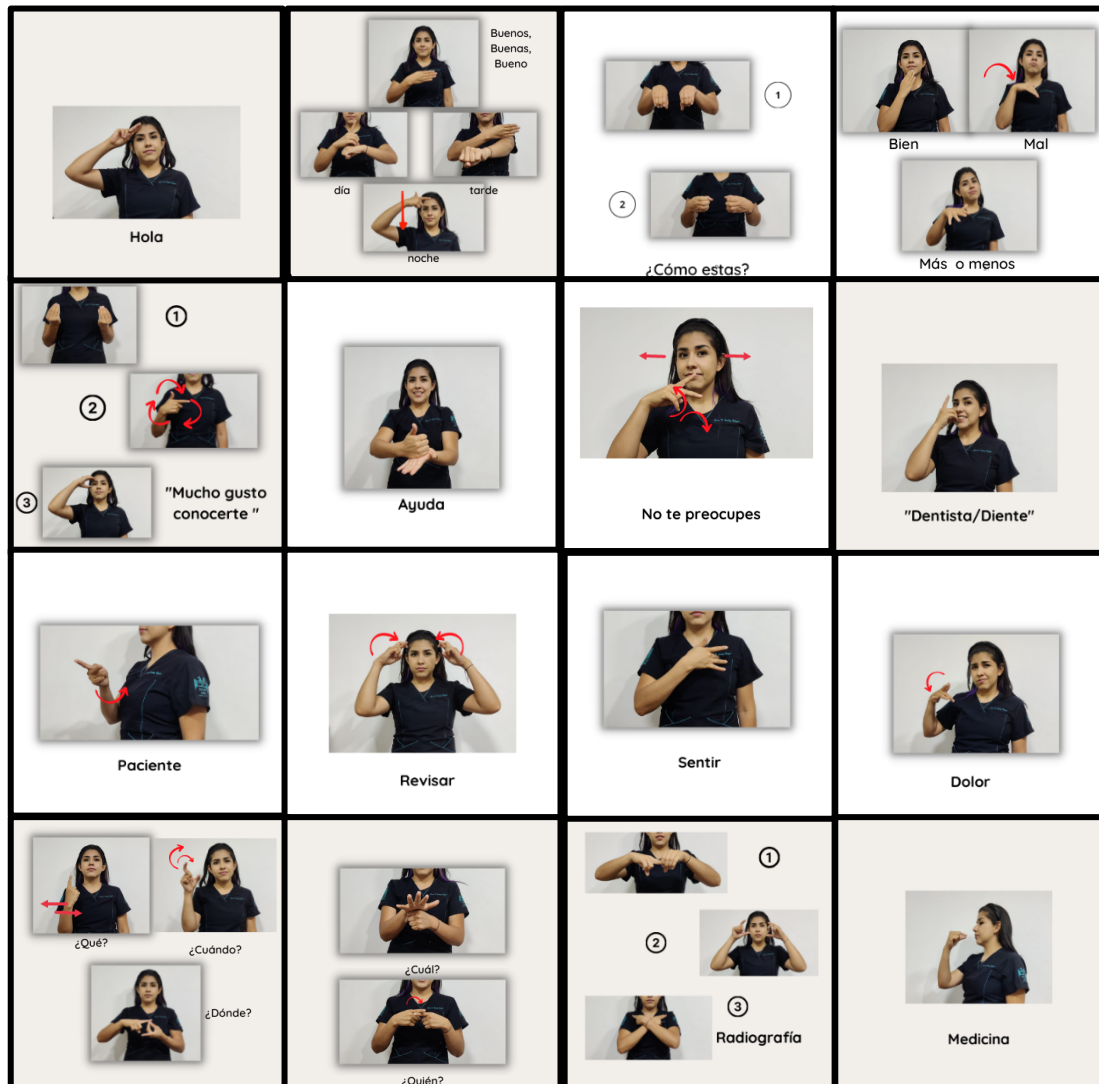 Hola
Buenos,
Buenas,
Bueno
día
tarde
noche
1
2
¿Cómo estas?
Bien
Mal
Más o menos
1
2
3
"Mucho gusto
conocerte "
Ayuda
No te preocupes
"Dentista/Diente"
Paciente
Revisar
Sentir
Dolor
¿Qué?
¿Cuándo?
¿Dónde?
¿Cuál?
¿Quién?
1
2
3
Radiografía
Medicina